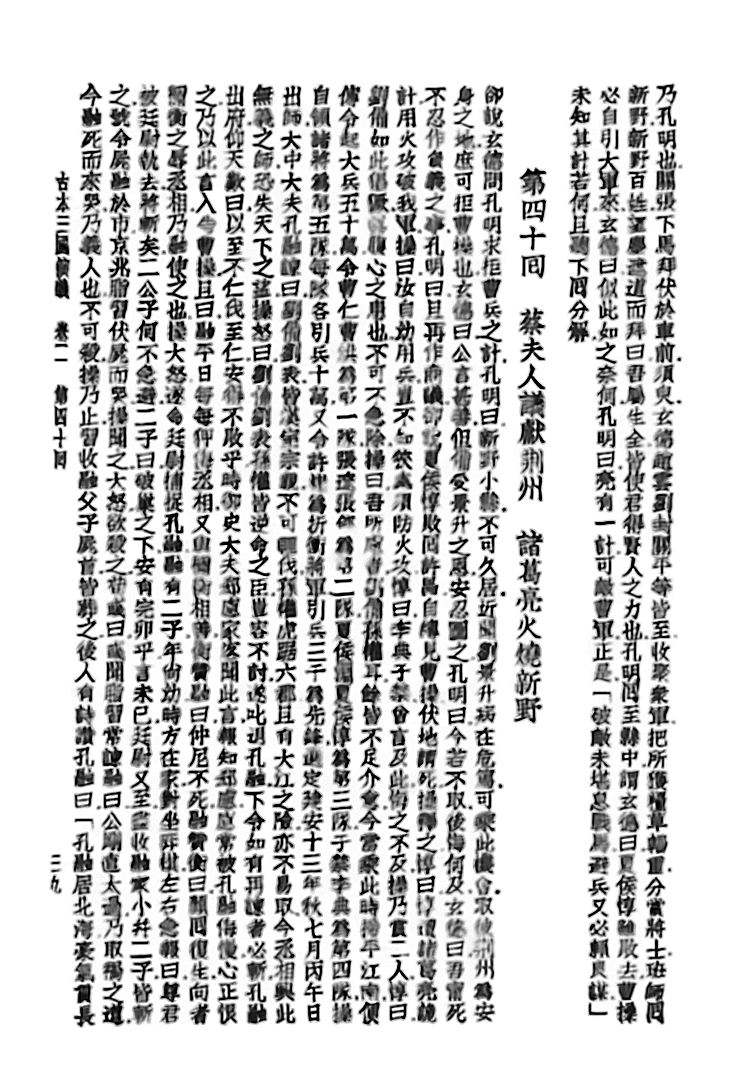 乃孔明也關張下馬拜伏於車前須臾玄德趙雲劉封關平等皆至收聚衆軍把所獲糧草輜重分賞將士班師囘
新野新野百姓望塵遮道而拜曰吾屬生全皆使君得賢人之力也孔明囘至縣中謂玄德曰夏侯惇雖敗去曹操
必自引大軍來玄德曰似此如之奈何孔明曰亮有一計可敵曹軍正是「破敵未堪息戰馬避兵又必賴良謀」
未知其計若何且聽下囘分解
第四十囘 蔡夫人議獻荆州 諸葛亮火燒新野
卻說玄德問孔明求拒曹兵之計孔明曰新野小縣不可久居近聞劉景升病在危篤可乘此機會取彼荆州爲安
身之地庶可拒曹操也玄德曰公言甚善但備受景升之恩安忍圖之孔明曰今若不取後悔何及玄德曰吾寧死
不忍作負義之事孔明曰且再作商議卻說夏侯惇敗囘許昌自縛見曹操伏地請死操釋之惇曰惇遭諸葛亮詭
計用火攻破我軍操曰汝自幼用兵豈不知狹處須防火攻惇曰李典于禁曾言及此悔之不及操乃賞二人惇曰
劉備如此猖獗眞腹心之患也不可不急除操曰吾所慮者劉備孫權耳餘皆不足介意今當乘此時掃平江南便
傳令起大兵五十萬令曹仁曹洪爲第一隊張遼張郃爲第二隊夏侯淵夏侯惇爲第三隊于禁李典爲第四隊操
自領諸將爲第五隊每隊各引兵十萬又令許褚爲折衝將軍引兵三千爲先鋒選定建安十三年秋七月丙午日
出師大中大夫孔融諫曰劉備劉表皆漢室宗親不可輕伐孫權虎踞六郡且有大江之險亦不易取今丞相興此
無義之師恐失天下之望操怒曰劉備劉表孫權皆逆命之臣豈容不討遂叱退孔融下令如有再諫者必斬孔融
出府仰天歎曰以至不仁伐至仁安得不敗乎時御史大夫郗慮家客聞此言報知郗慮慮常被孔融侮慢心正恨
之乃以此言入告曹操且曰融平日每每狎侮丞相又與禰衡相善衡贊融曰仲尼不死融贊衡曰顏囘復生向者
禰衡之辱丞相乃融使之也操大怒遂命廷尉捕捉孔融融有二子年尙幼時方在家對坐弈棋左右急報曰尊君
被廷尉執去將斬矣二公子何不急避二子曰破巢之下安有完卵乎言未已廷尉又至盡收融家小幷二子皆斬
之號令屍融於市京兆脂習伏屍而哭操聞之大怒欲殺之荀彧曰彧聞脂習常諫融曰公剛直太過乃取禍之道
今融死而來哭乃義人也不可殺操乃止習收融父子屍首皆葬之後人有詩讚孔融曰「孔融居北海豪氣貫長
古本三國演義 卷二 第四十囘 二九